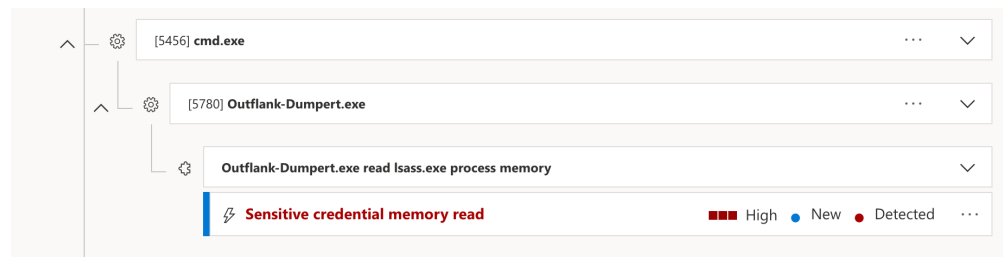 [5456] cmd.exe
[5780] Outflank-Dumpert.exe
Outflank-Dumpert.exe read lsass.exe process memory
Sensitive credential memory read High New Detected